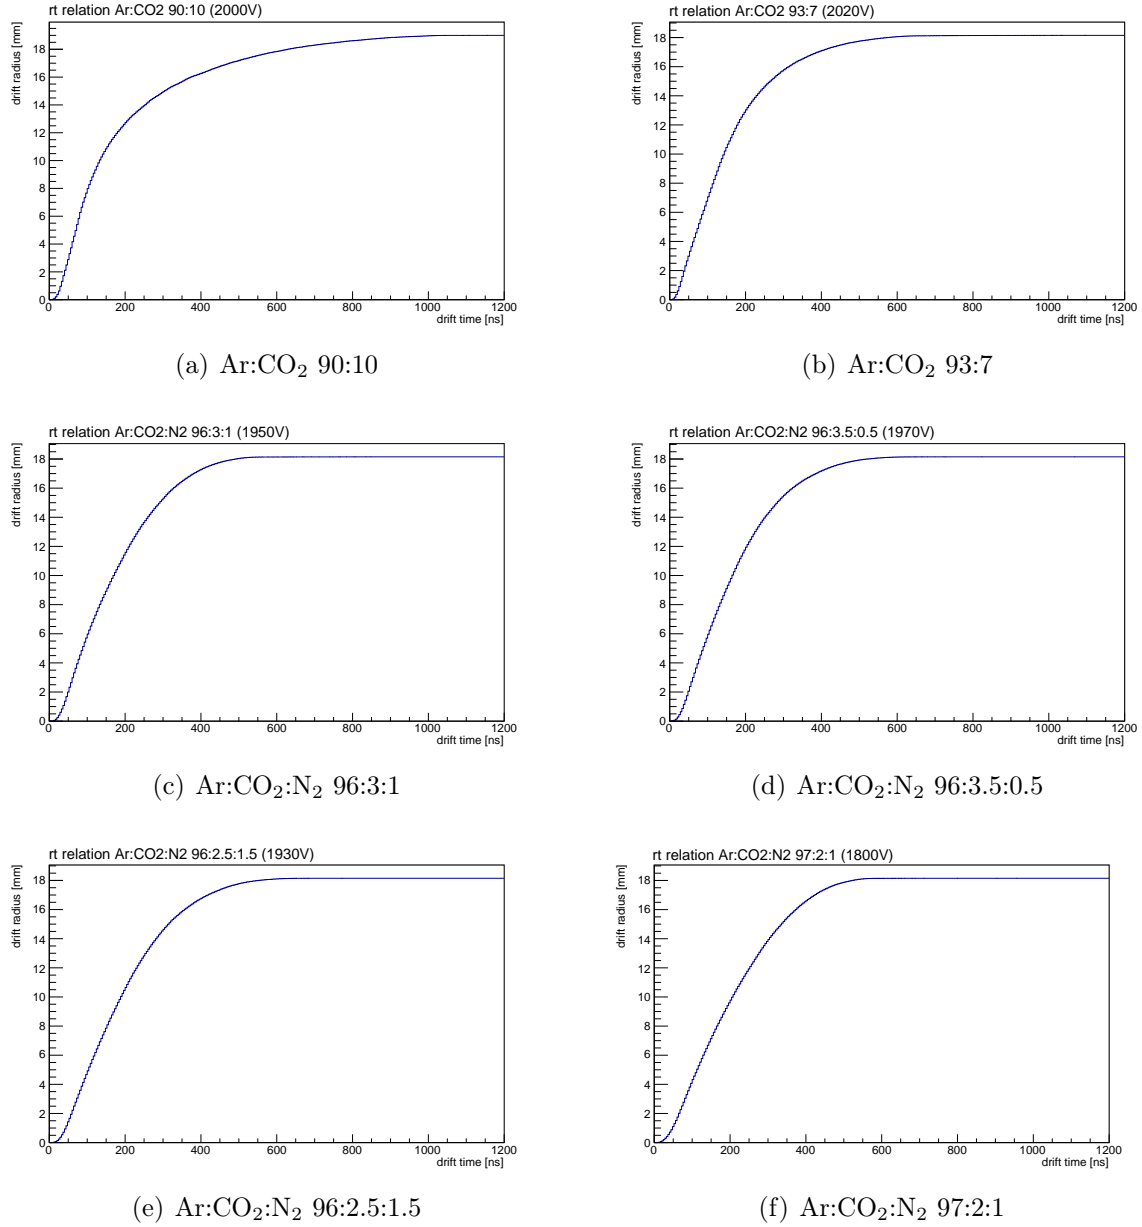 rt relation Ar:CO2 90:10 (2000V)
drift radius [mm]
18
16
14
12
10
8
6
4
2
0
0 200 400 600 800 1000 1200
drift time [ns]
(a) Ar:CO₂ 90:10
rt relation Ar:CO2 93:7 (2020V)
drift radius [mm]
18
16
14
12
10
8
6
4
2
0
0 200 400 600 800 1000 1200
drift time [ns]
(b) Ar:CO₂ 93:7
rt relation Ar:CO2:N2 96:3:1 (1950V)
drift radius [mm]
18
16
14
12
10
8
6
4
2
0
0 200 400 600 800 1000 1200
drift time [ns]
(c) Ar:CO₂:N₂ 96:3:1
rt relation Ar:CO2:N2 96:3.5:0.5 (1970V)
drift radius [mm]
18
16
14
12
10
8
6
4
2
0
0 200 400 600 800 1000 1200
drift time [ns]
(d) Ar:CO₂:N₂ 96:3.5:0.5
rt relation Ar:CO2:N2 96:2.5:1.5 (1930V)
drift radius [mm]
18
16
14
12
10
8
6
4
2
0
0 200 400 600 800 1000 1200
drift time [ns]
(e) Ar:CO₂:N₂ 96:2.5:1.5
rt relation Ar:CO2:N2 97:2:1 (1800V)
drift radius [mm]
18
16
14
12
10
8
6
4
2
0
0 200 400 600 800 1000 1200
drift time [ns]
(f) Ar:CO₂:N₂ 97:2:1